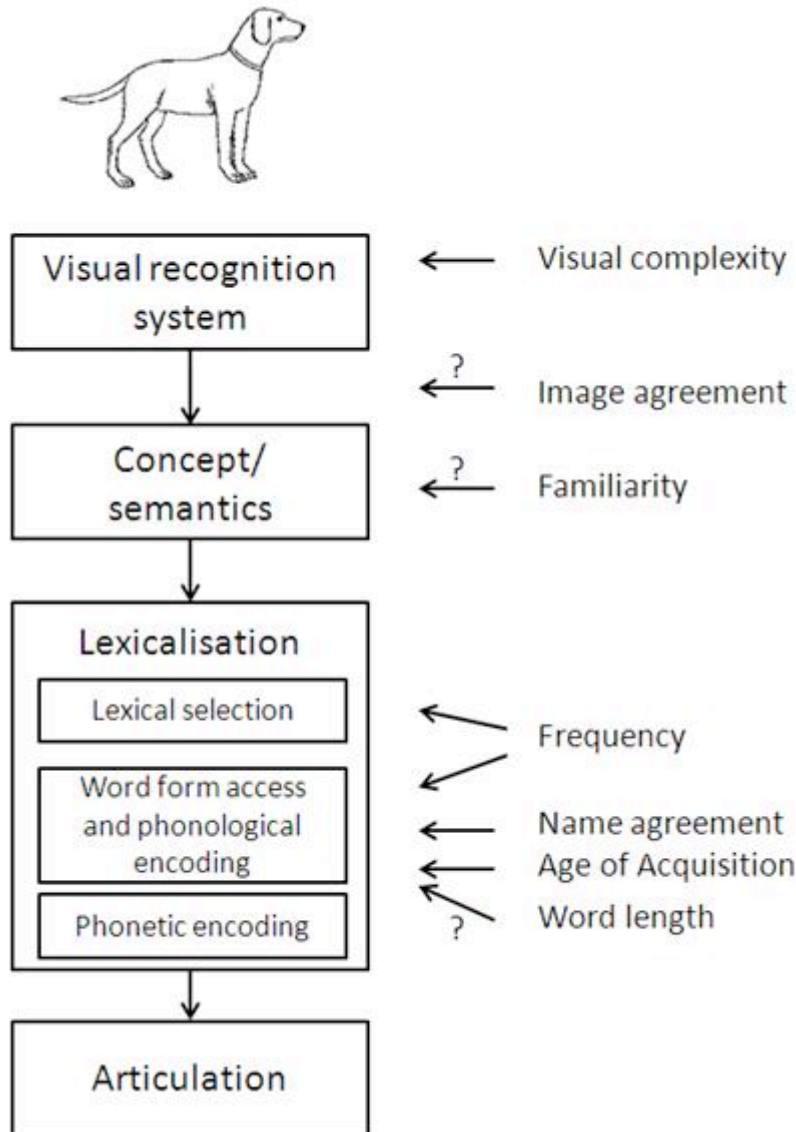 Visual recognition
system
Visual complexity
?
Image agreement
Concept/
semantics
?
Familiarity
Lexicalisation
Lexical selection
Frequency
Word form access
and phonological
encoding
Name agreement
Age of Acquisition
Word length
?
Phonetic encoding
Articulation